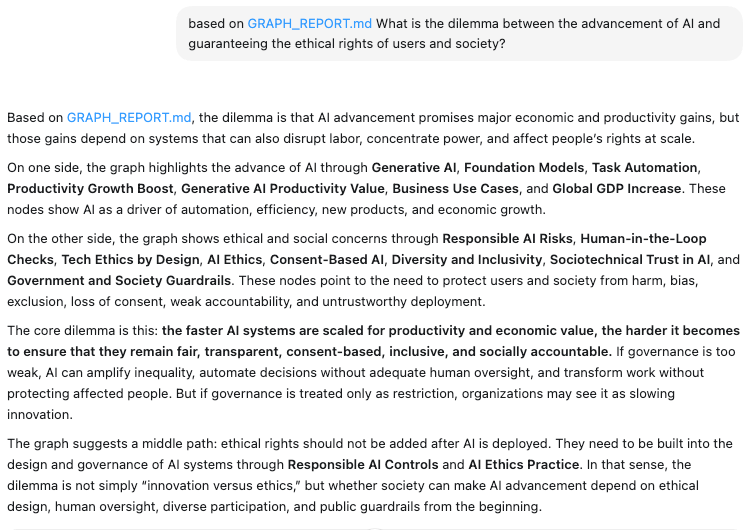 based on GRAPH_REPORT.md What is the dilemma between the advancement of AI and
guaranteeing the ethical rights of users and society?
Based on GRAPH_REPORT.md, the dilemma is that AI advancement promises major economic and productivity gains, but
those gains depend on systems that can also disrupt labor, concentrate power, and affect people's rights at scale.
On one side, the graph highlights the advance of AI through Generative AI, Foundation Models, Task Automation,
Productivity Growth Boost, Generative AI Productivity Value, Business Use Cases, and Global GDP Increase. These
nodes show AI as a driver of automation, efficiency, new products, and economic growth.
On the other side, the graph shows ethical and social concerns through Responsible AI Risks, Human-in-the-Loop
Checks, Tech Ethics by Design, AI Ethics, Consent-Based AI, Diversity and Inclusivity, Sociotechnical Trust in AI, and
Government and Society Guardrails. These nodes point to the need to protect users and society from harm, bias,
exclusion, loss of consent, weak accountability, and untrustworthy deployment.
The core dilemma is this: the faster AI systems are scaled for productivity and economic value, the harder it becomes
to ensure that they remain fair, transparent, consent-based, inclusive, and socially accountable. If governance is too
weak, AI can amplify inequality, automate decisions without adequate human oversight, and transform work without
protecting affected people. But if governance is treated only as restriction, organizations may see it as slowing
innovation.
The graph suggests a middle path: ethical rights should not be added after AI is deployed. They need to be built into the
design and governance of AI systems through Responsible AI Controls and AI Ethics Practice. In that sense, the
dilemma is not simply “innovation versus ethics,” but whether society can make AI advancement depend on ethical
design, human oversight, diverse participation, and public guardrails from the beginning.